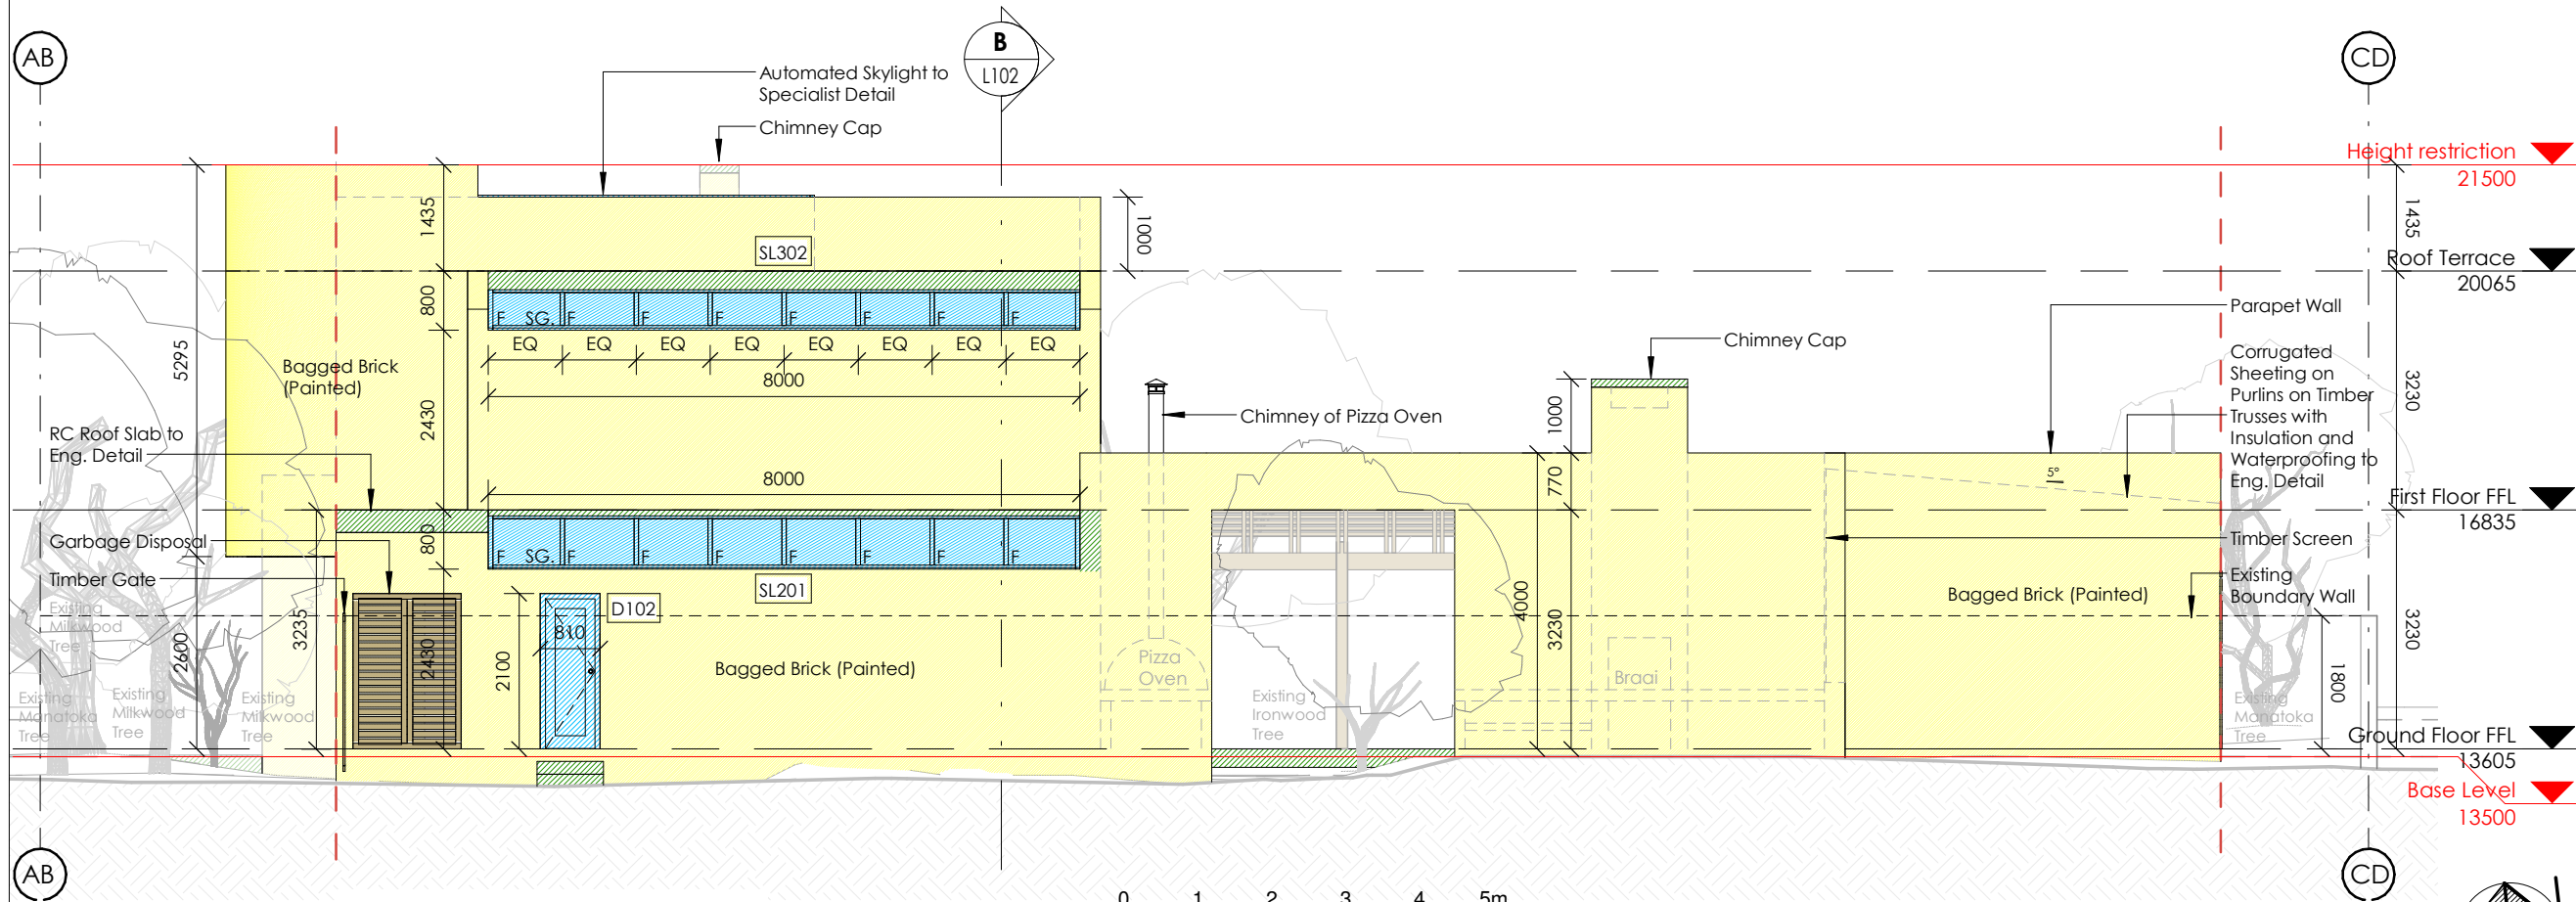 AB
B
L102
CD
Automated Skylight to
Specialist Detail
Chimney Cap
Height restriction
21500
1435
1000
1435
SL302
Roof Terrace
20065
800
F SG. F F F F F F F
EQ EQ EQ EQ EQ EQ EQ EQ
8000
5295
Bagged Brick
(Painted)
2430
Chimney Cap
Parapet Wall
Corrugated
Sheeting on
Purlins on Timber
Trusses with
Insulation and
Waterproofing to
Eng. Detail
3230
1000
Chimney of Pizza Oven
RC Roof Slab to
Eng. Detail
8000
770
5°
First Floor FFL
16835
Garbage Disposal
800
F SG. F F F F F F F
Timber Screen
Timber Gate
SL201
Existing
Boundary Wall
D102
810
Bagged Brick (Painted)
4000
3230
3230
Existing
Milkwood
Tree
2600
3235
2430
2100
Bagged Brick (Painted)
Pizza
Oven
Braai
1800
Existing
Manatoka
Tree
Existing
Milkwood
Tree
Existing
Milkwood
Tree
Existing
Ironwood
Tree
Existing
Manatoka
Tree
Ground Floor FFL
13605
Base Level
13500
AB
CD
0 1 2 3 4 5m